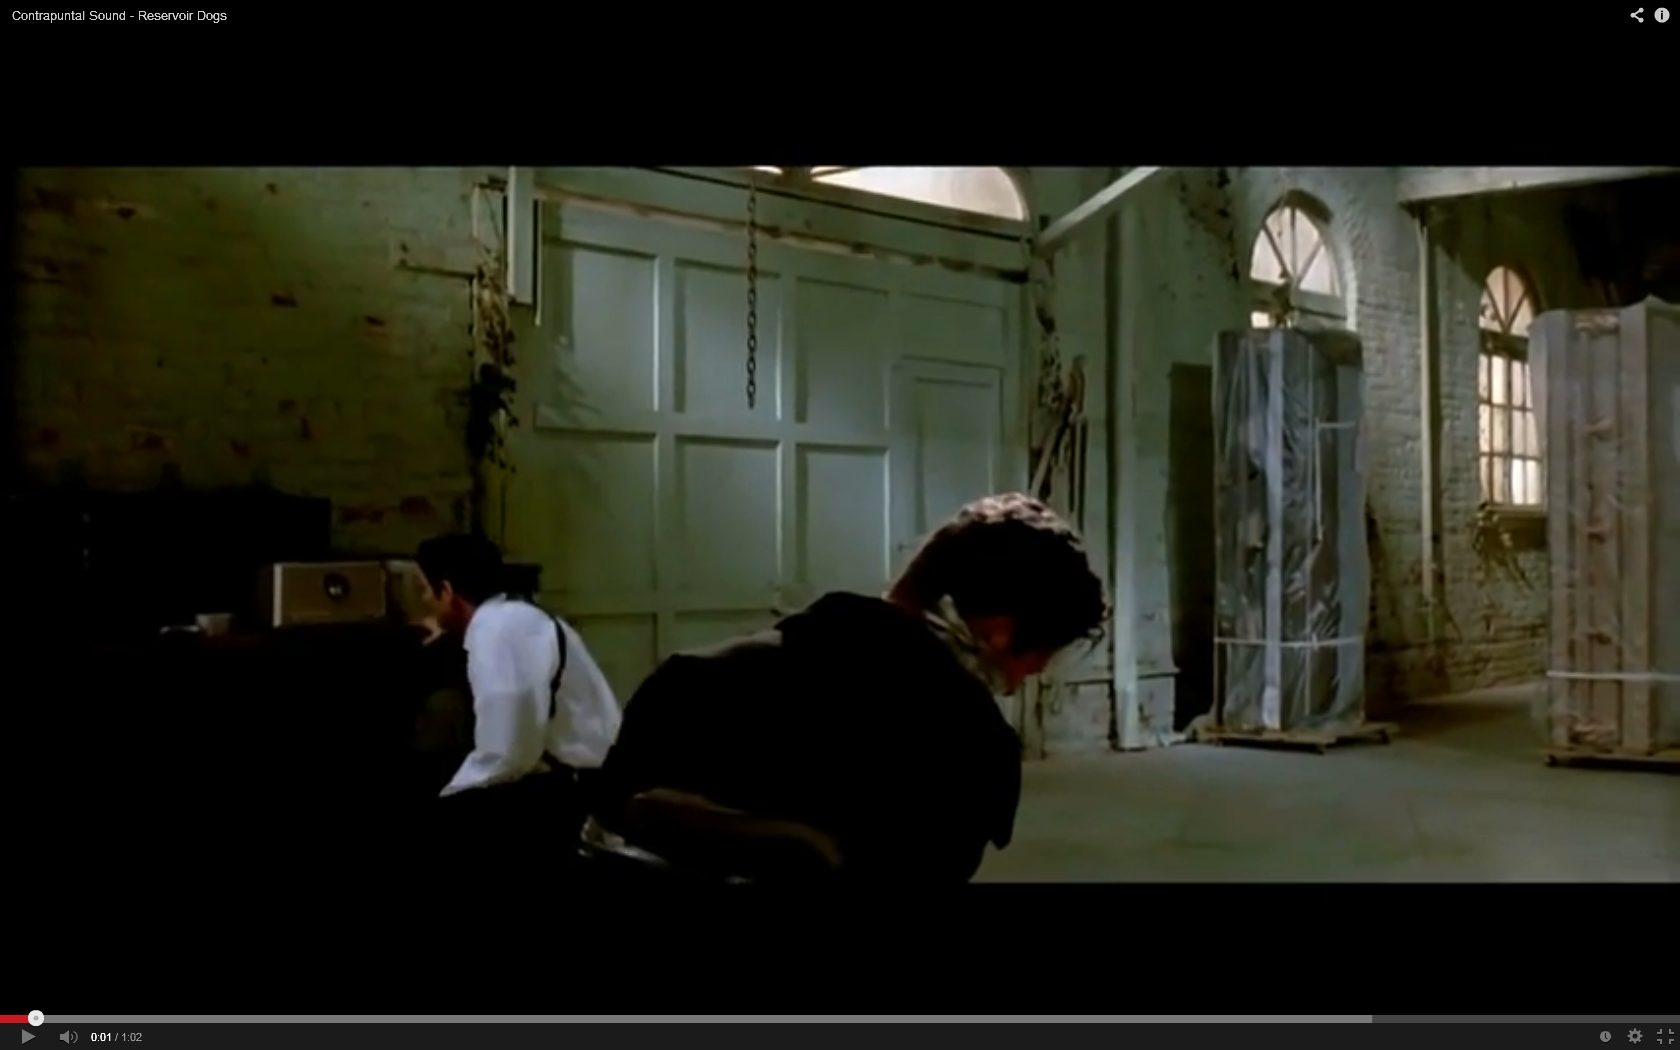 Contrapuntal Sound - Reservoir Dogs
0:01 / 1:02